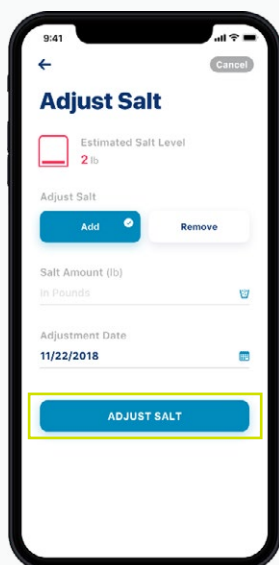 9:41
Cancel
Adjust Salt
Estimated Salt Level
2 lb
Adjust Salt
Add
Remove
Salt Amount (lb)
In Pounds
Adjustment Date
11/22/2018
ADJUST SALT